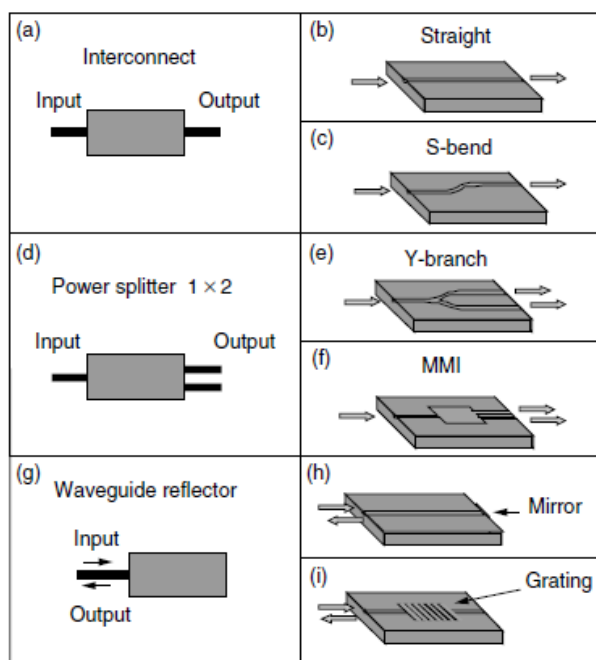 (a)
Interconnect
Input Output
(b)
Straight
(c)
S-bend
(d)
Power splitter 1 × 2
Input Output
(e)
Y-branch
(f)
MMI
(g)
Waveguide reflector
Input
Output
(h)
Mirror
(i)
Grating